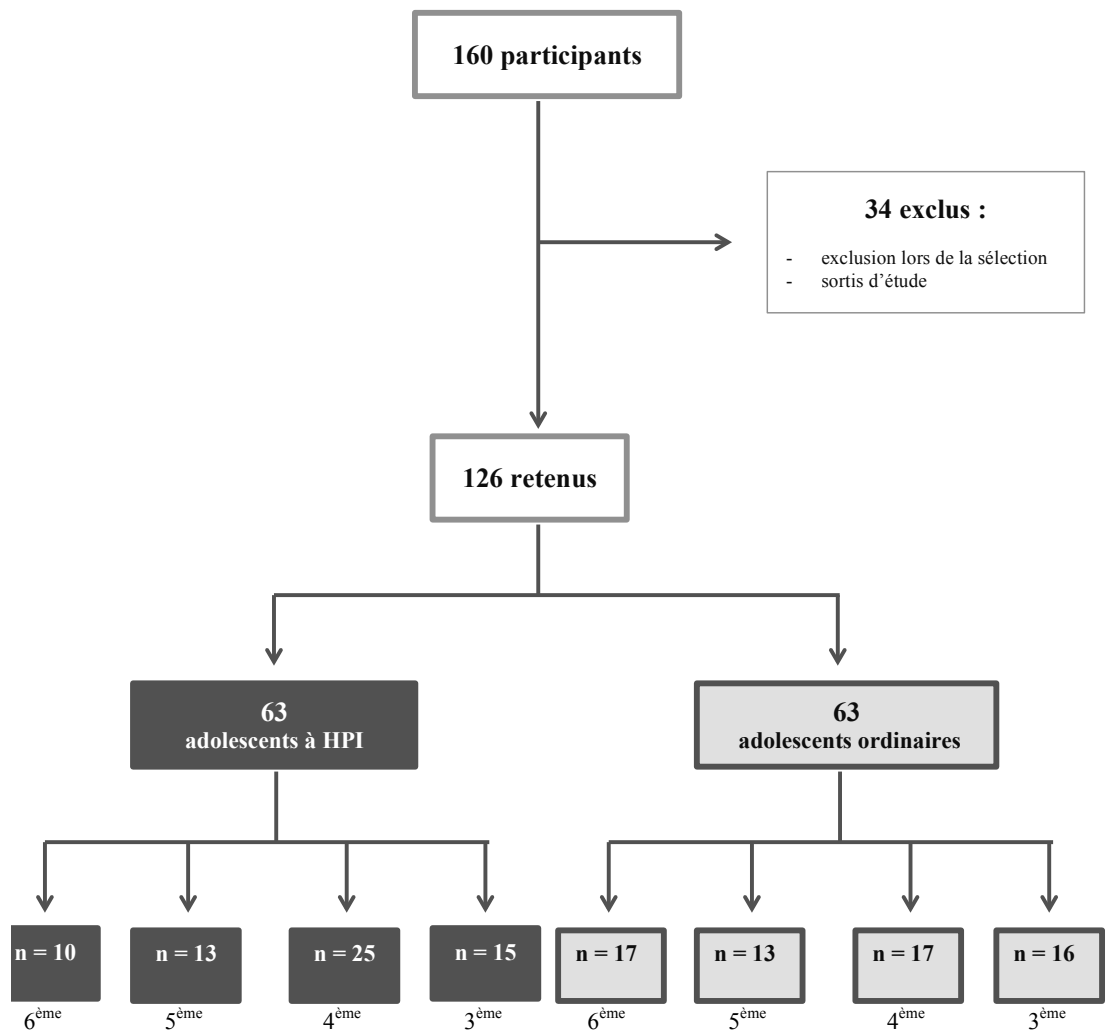 160 participants
34 exclus :
- exclusion lors de la sélection
- sortis d’étude
126 retenus
63
adolescents à HPI
63
adolescents ordinaires
n = 10
n = 13
n = 25
n = 15
n = 17
n = 13
n = 17
n = 16
6ème
5ème
4ème
3ème
6ème
5ème
4ème
3ème